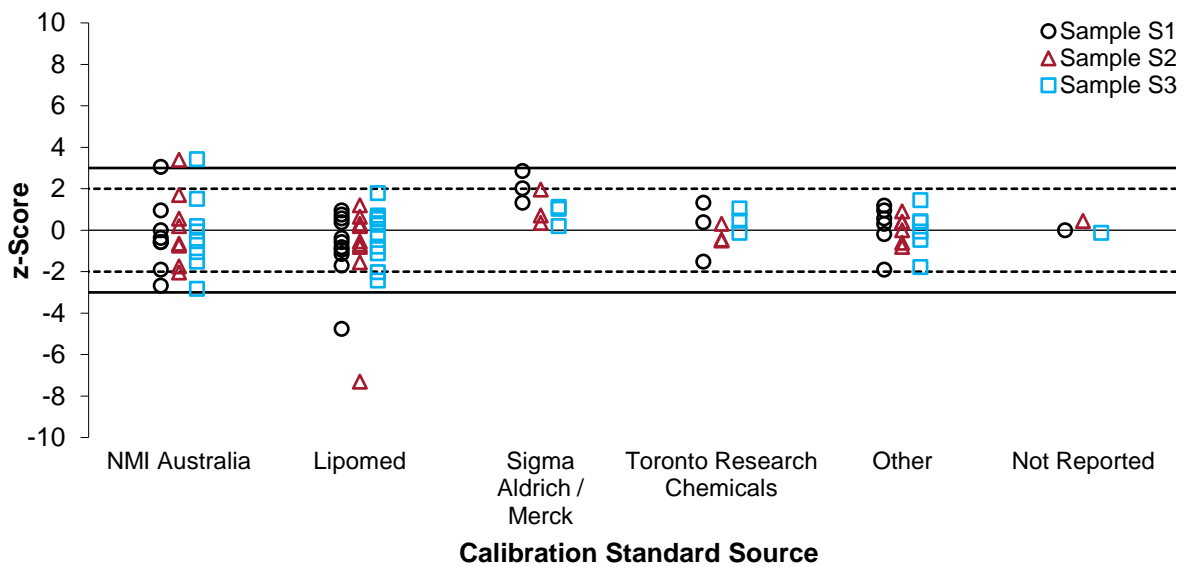 10
8
6
4
2
0
-2
-4
-6
-8
-10
z-Score
Sample S1
Sample S2
Sample S3
NMI Australia
Lipomed
Sigma
Aldrich /
Merck
Toronto Research
Chemicals
Other
Not Reported
Calibration Standard Source